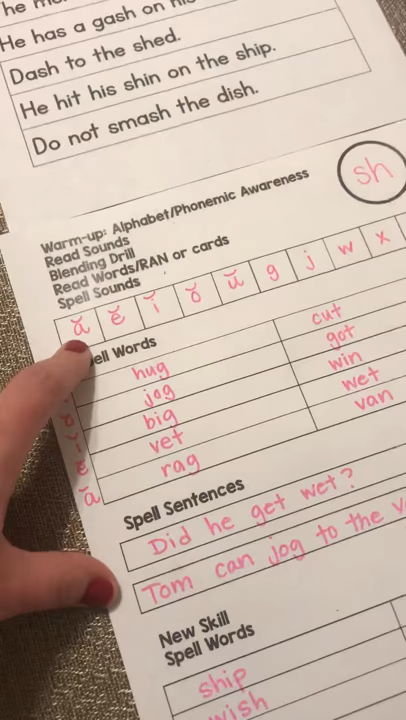 He has a gash on his
Dash to the shed.
He hit his shin on the ship.
Do not smash the dish.
sh
Warm-up: Alphabet/Phonemic Awareness
Read Sounds
Blending Drill
Read Words/RAN or cards
Spell Sounds
ă ĕ ĭ ŏ ŭ g j w x
Spell Words
hug cut
jog got
big win
vet wet
rag van
Spell Sentences
Did he get wet?
Tom can jog to the
New Skill
Spell Words
ship
wish